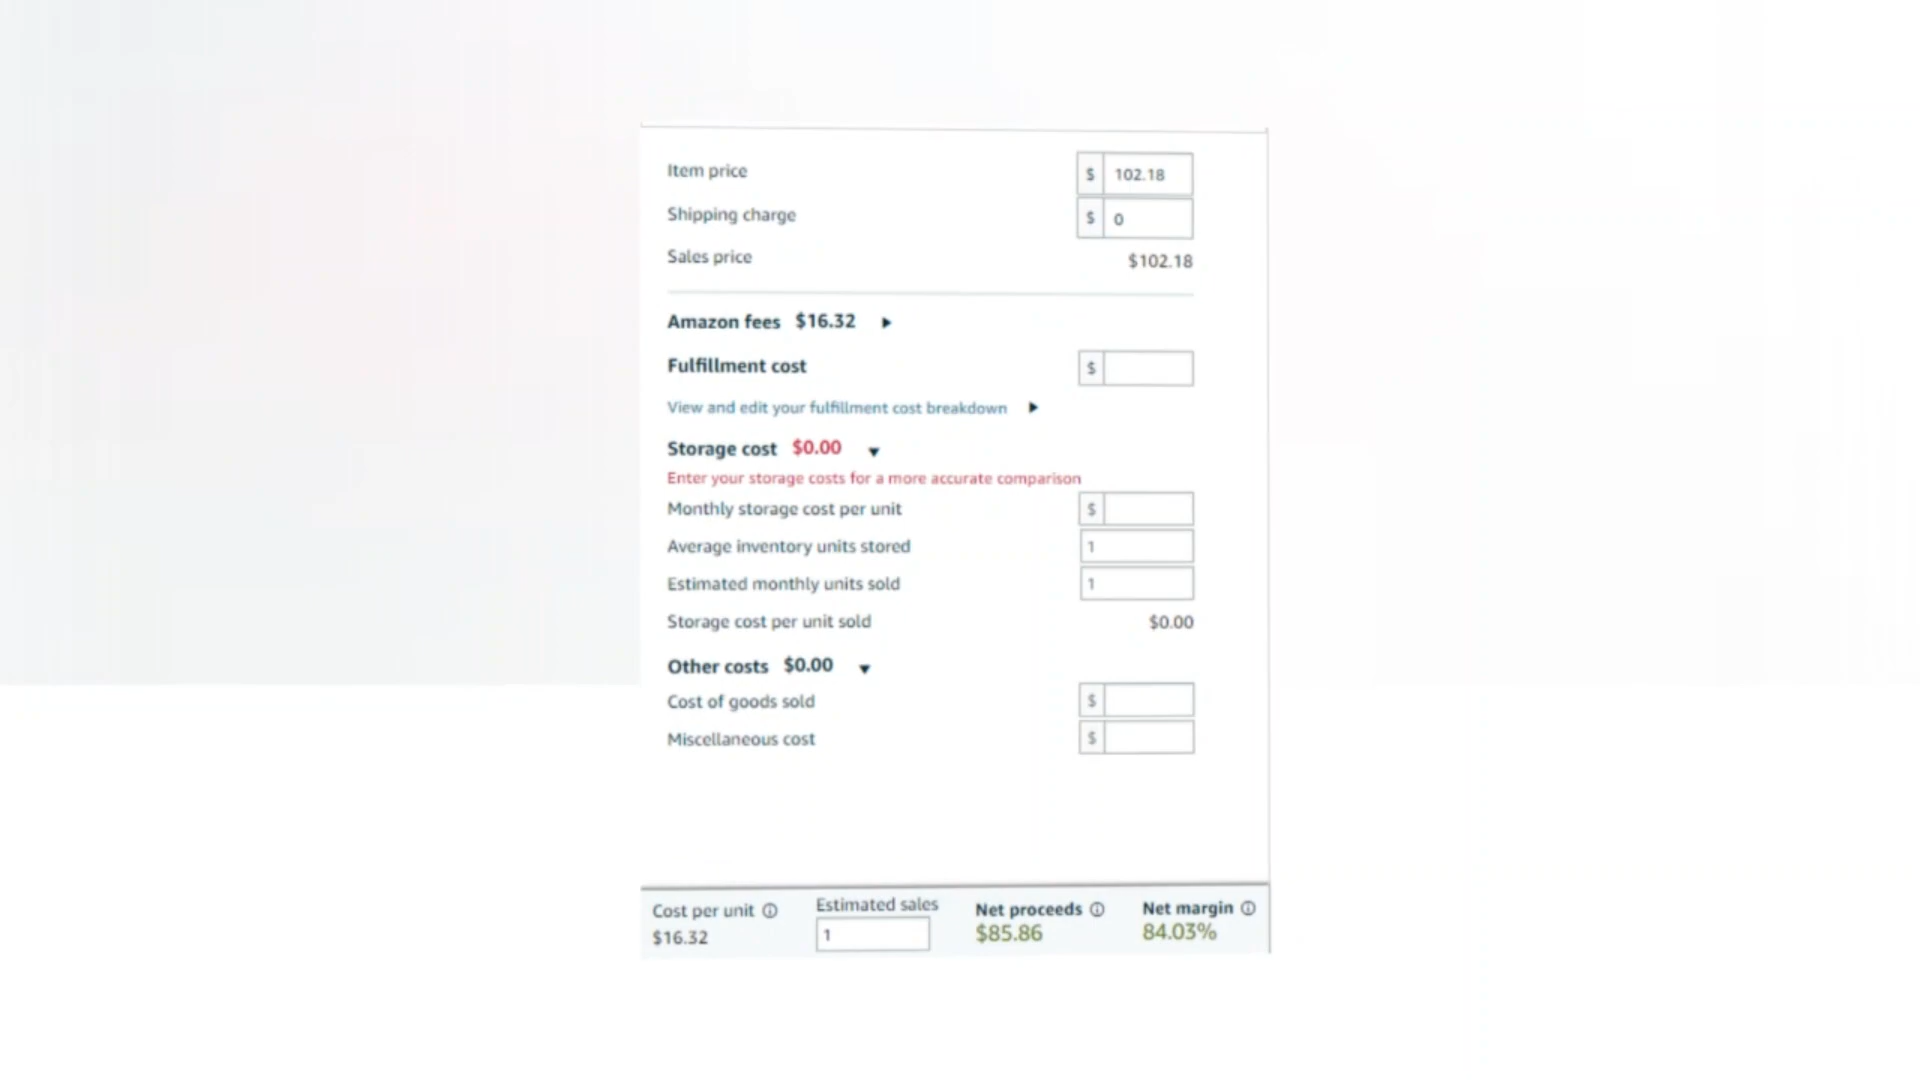 Item price $ 102.18
Shipping charge $ 0
Sales price $102.18
Amazon fees $16.32
Fulfillment cost $
View and edit your fulfillment cost breakdown
Storage cost $0.00
Enter your storage costs for a more accurate comparison
Monthly storage cost per unit $
Average inventory units stored 1
Estimated monthly units sold 1
Storage cost per unit sold $0.00
Other costs $0.00
Cost of goods sold $
Miscellaneous cost $
Cost per unit Estimated sales Net proceeds Net margin
$16.32 1 $85.86 84.03%